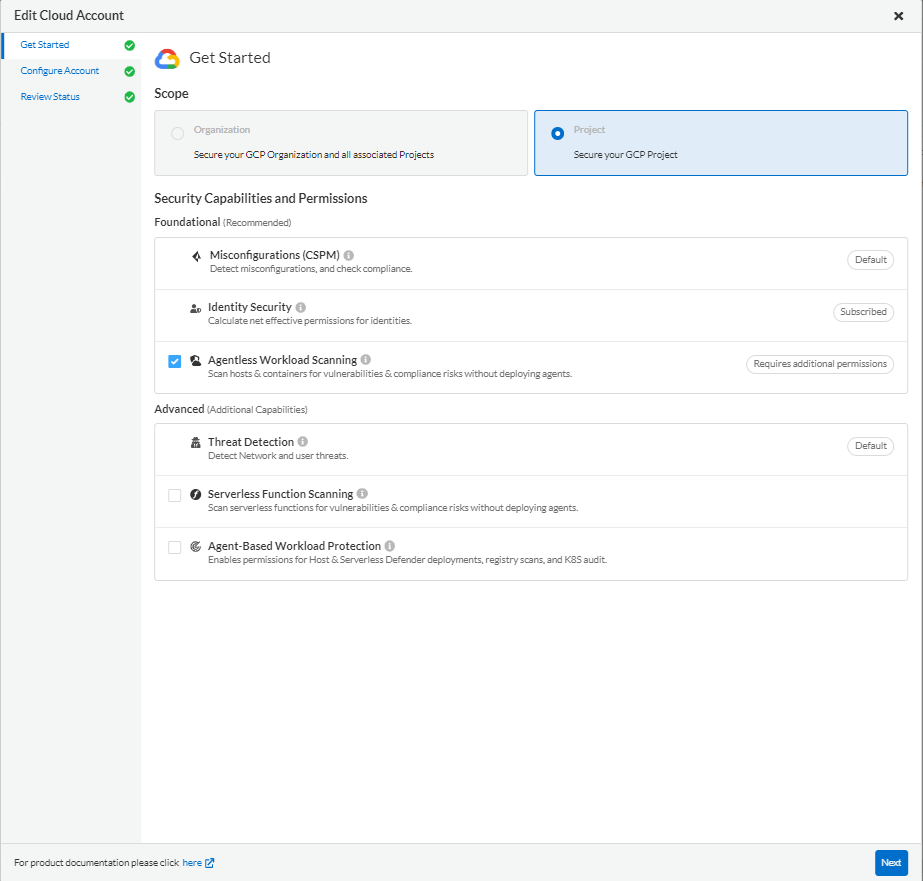 Edit Cloud Account
Get Started
Configure Account
Review Status
Get Started
Scope
Organization
Secure your GCP Organization and all associated Projects
Project
Secure your GCP Project
Security Capabilities and Permissions
Foundational (Recommended)
Misconfigurations (CSPM)
Detect misconfigurations, and check compliance.
Default
Identity Security
Calculate net effective permissions for identities.
Subscribed
Agentless Workload Scanning
Scan hosts & containers for vulnerabilities & compliance risks without deploying agents.
Requires additional permissions
Advanced (Additional Capabilities)
Threat Detection
Detect Network and user threats.
Default
Serverless Function Scanning
Scan serverless functions for vulnerabilities & compliance risks without deploying agents.
Agent-Based Workload Protection
Enables permissions for Host & Serverless Defender deployments, registry scans, and K8S audit.
For product documentation please click here
Next